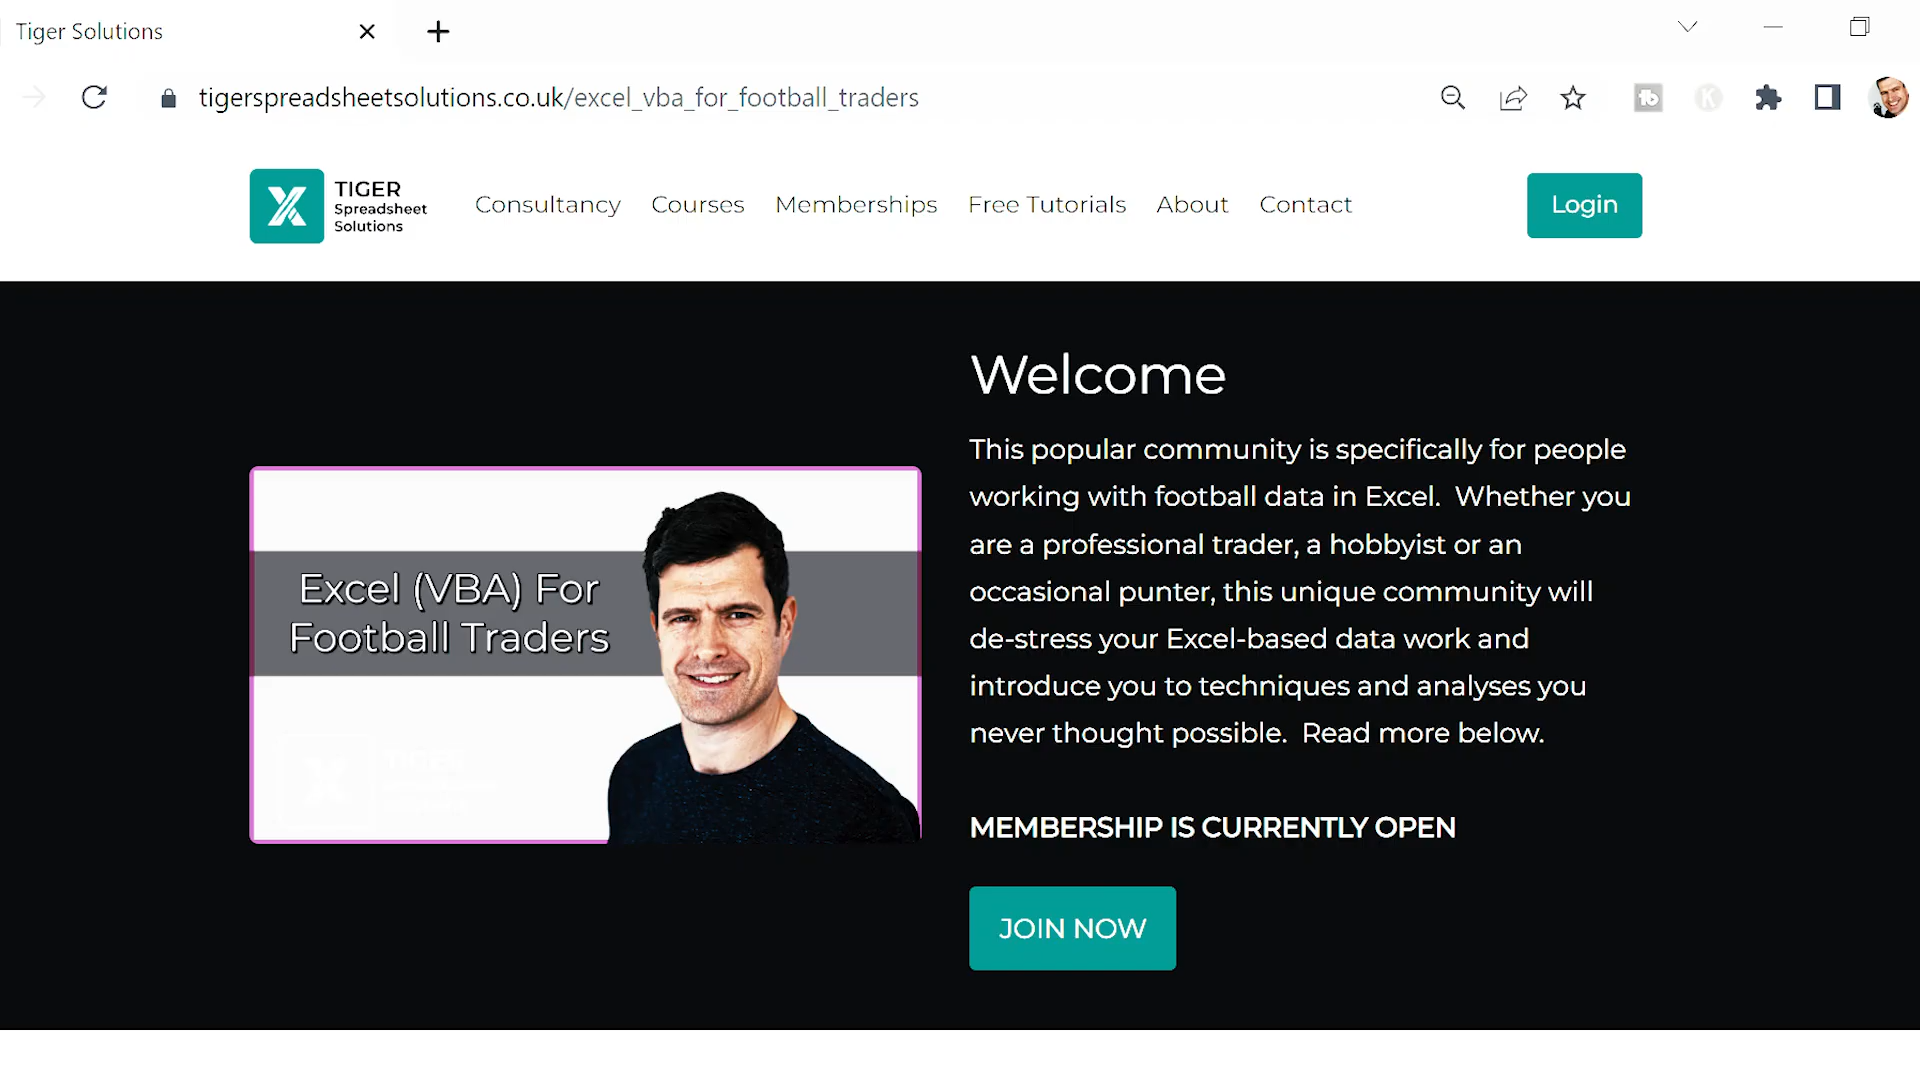 Tiger Solutions
tigerspreadsheetsolutions.co.uk/excel_vba_for_football_traders
TIGER
Spreadsheet
Solutions
Consultancy
Courses
Memberships
Free Tutorials
About
Contact
Login
Excel (VBA) For
Football Traders
Welcome
This popular community is specifically for people
working with football data in Excel. Whether you
are a professional trader, a hobbyist or an
occasional punter, this unique community will
de-stress your Excel-based data work and
introduce you to techniques and analyses you
never thought possible. Read more below.
MEMBERSHIP IS CURRENTLY OPEN
JOIN NOW